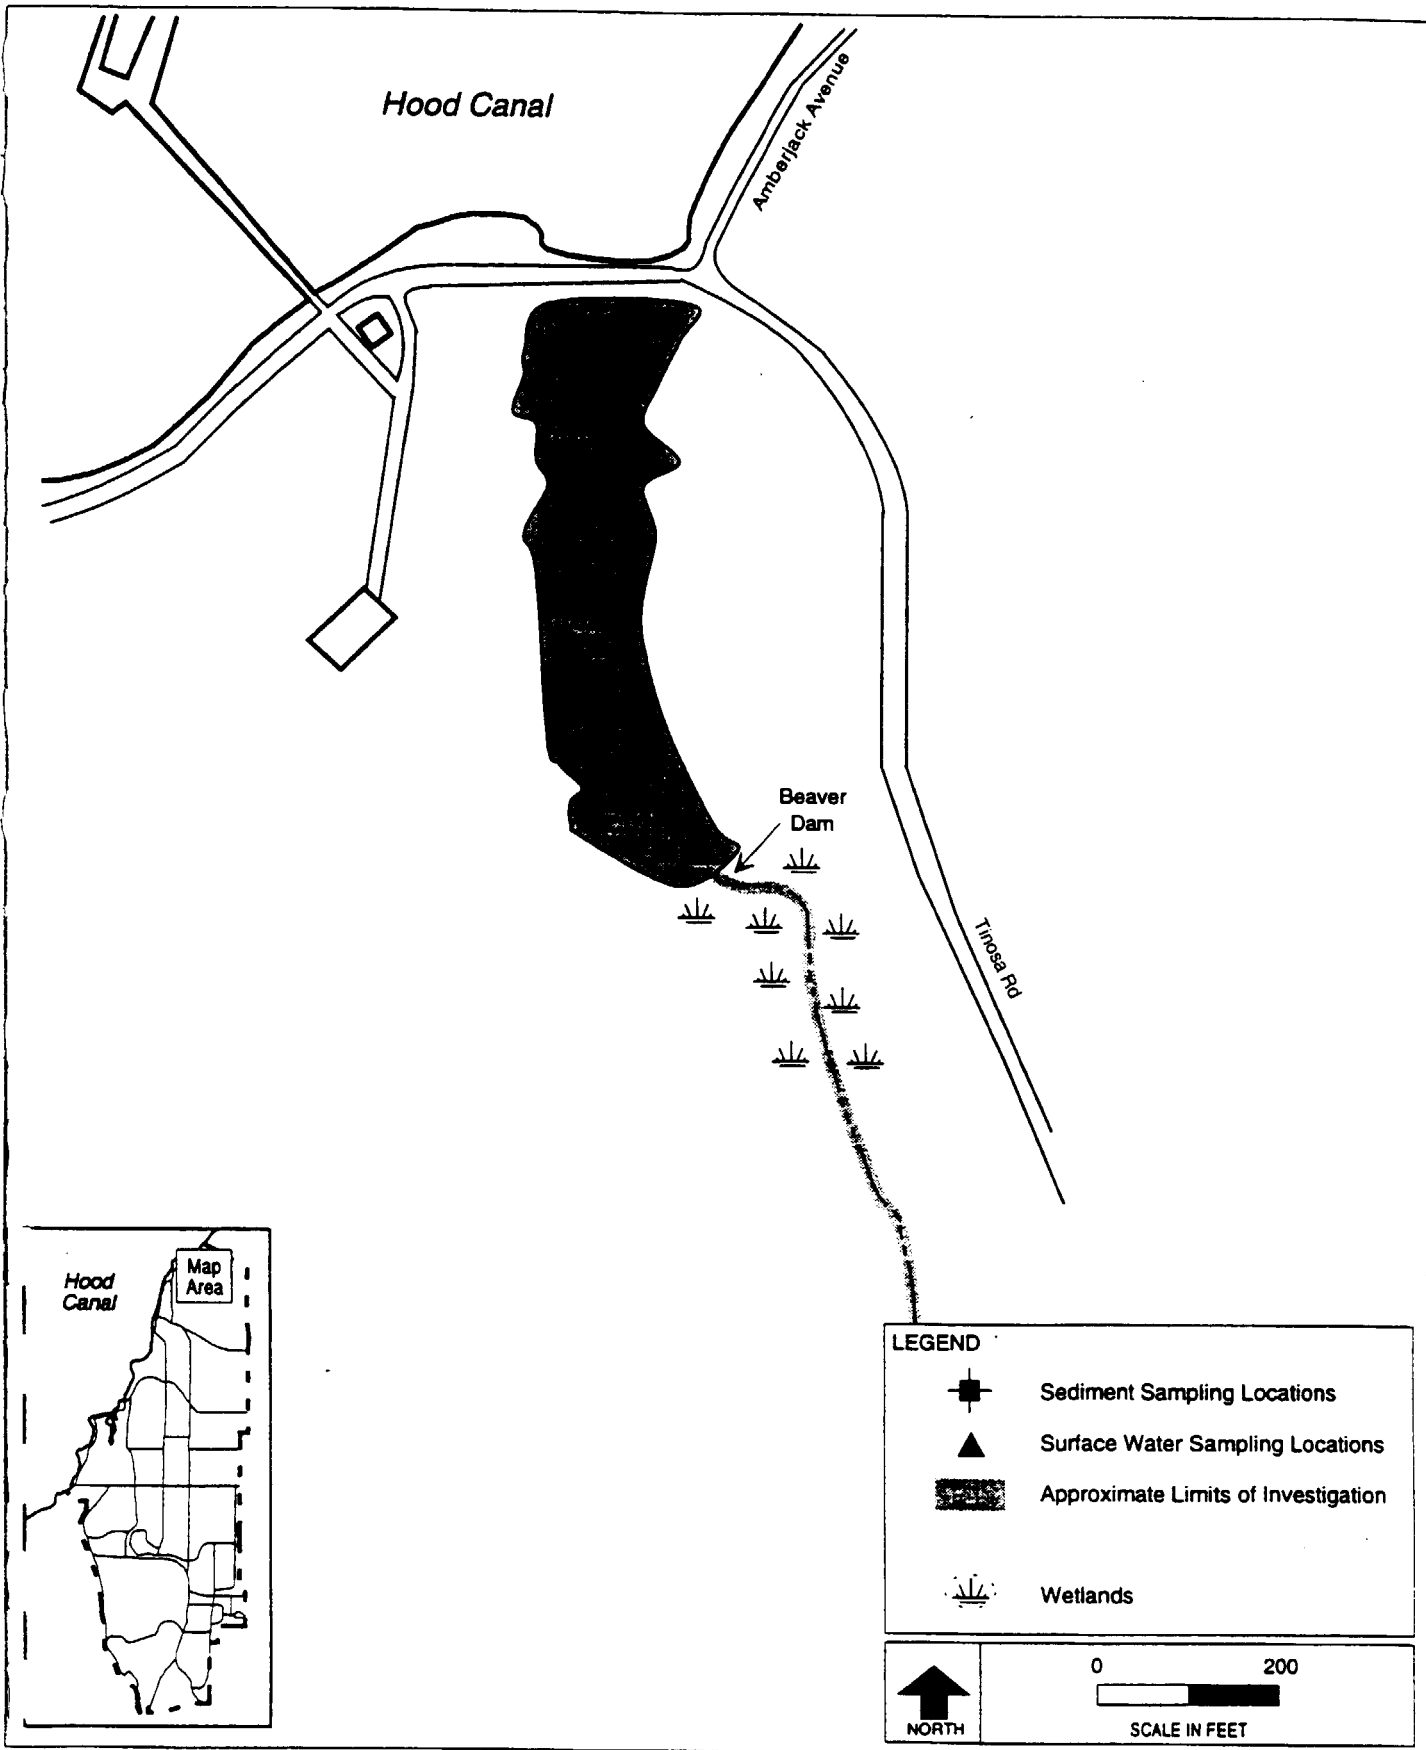 Hood Canal
Amberjack Avenue
Beaver
Dam
Tinosa Rd
Hood
Canal
Map
Area
LEGEND
Sediment Sampling Locations
Surface Water Sampling Locations
Approximate Limits of Investigation
Wetlands
NORTH
0 200
SCALE IN FEET